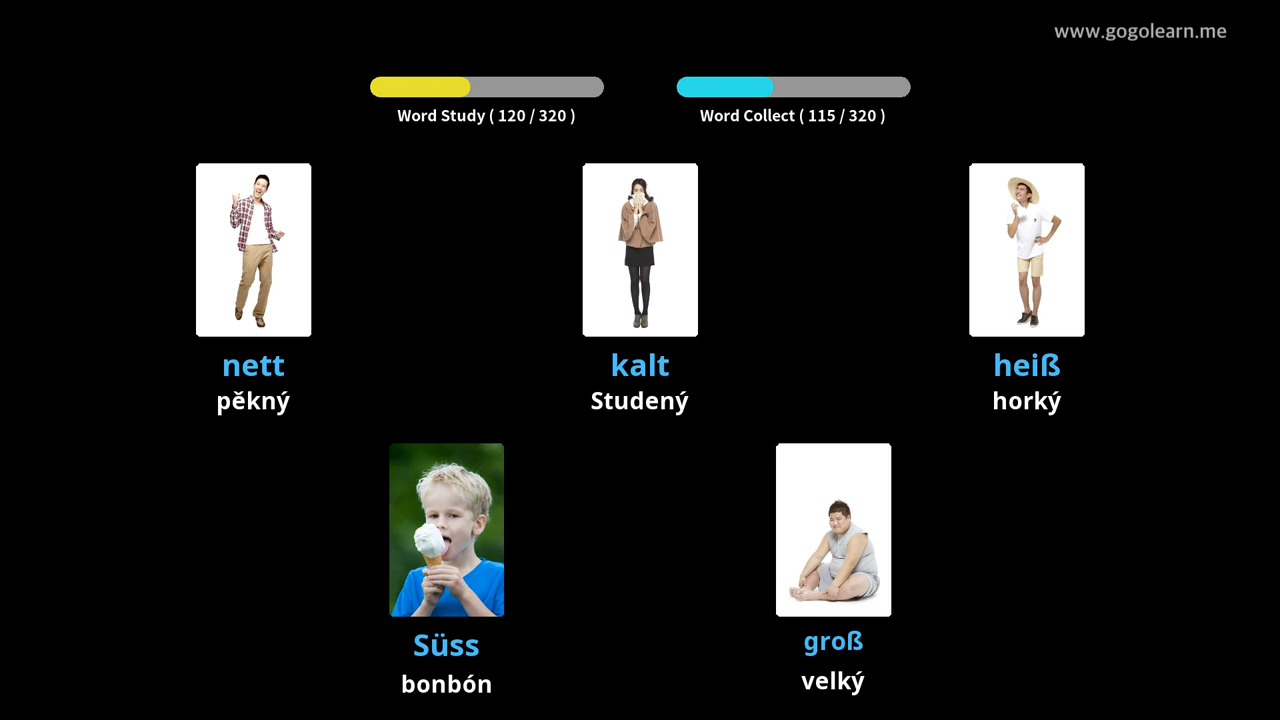 www.gogolearn.me
Word Study ( 120 / 320 )
Word Collect ( 115 / 320 )
nett
pěkný
kalt
Studený
heiß
horký
Süss
bonbón
groß
velký